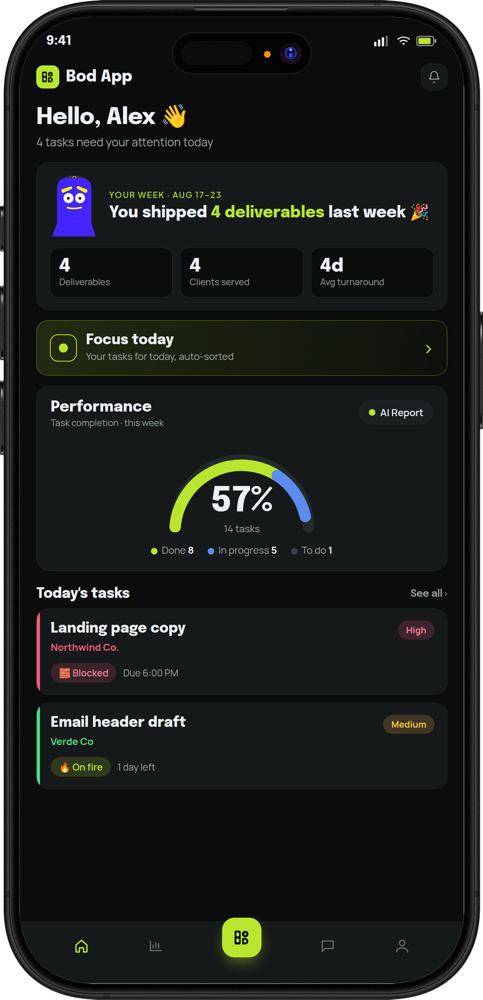 9:41
Bod App
Hello, Alex 👋
4 tasks need your attention today
YOUR WEEK · AUG 17–23
You shipped 4 deliverables last week 🎉
4
Deliverables
4
Clients served
4d
Avg turnaround
Focus today
Your tasks for today, auto-sorted
Performance
Task completion · this week
AI Report
57%
14 tasks
Done 8
In progress 5
To do 1
Today's tasks
See all ›
Landing page copy
High
Northwind Co.
🧱 Blocked
Due 6:00 PM
Email header draft
Medium
Verde Co
🔥 On fire
1 day left